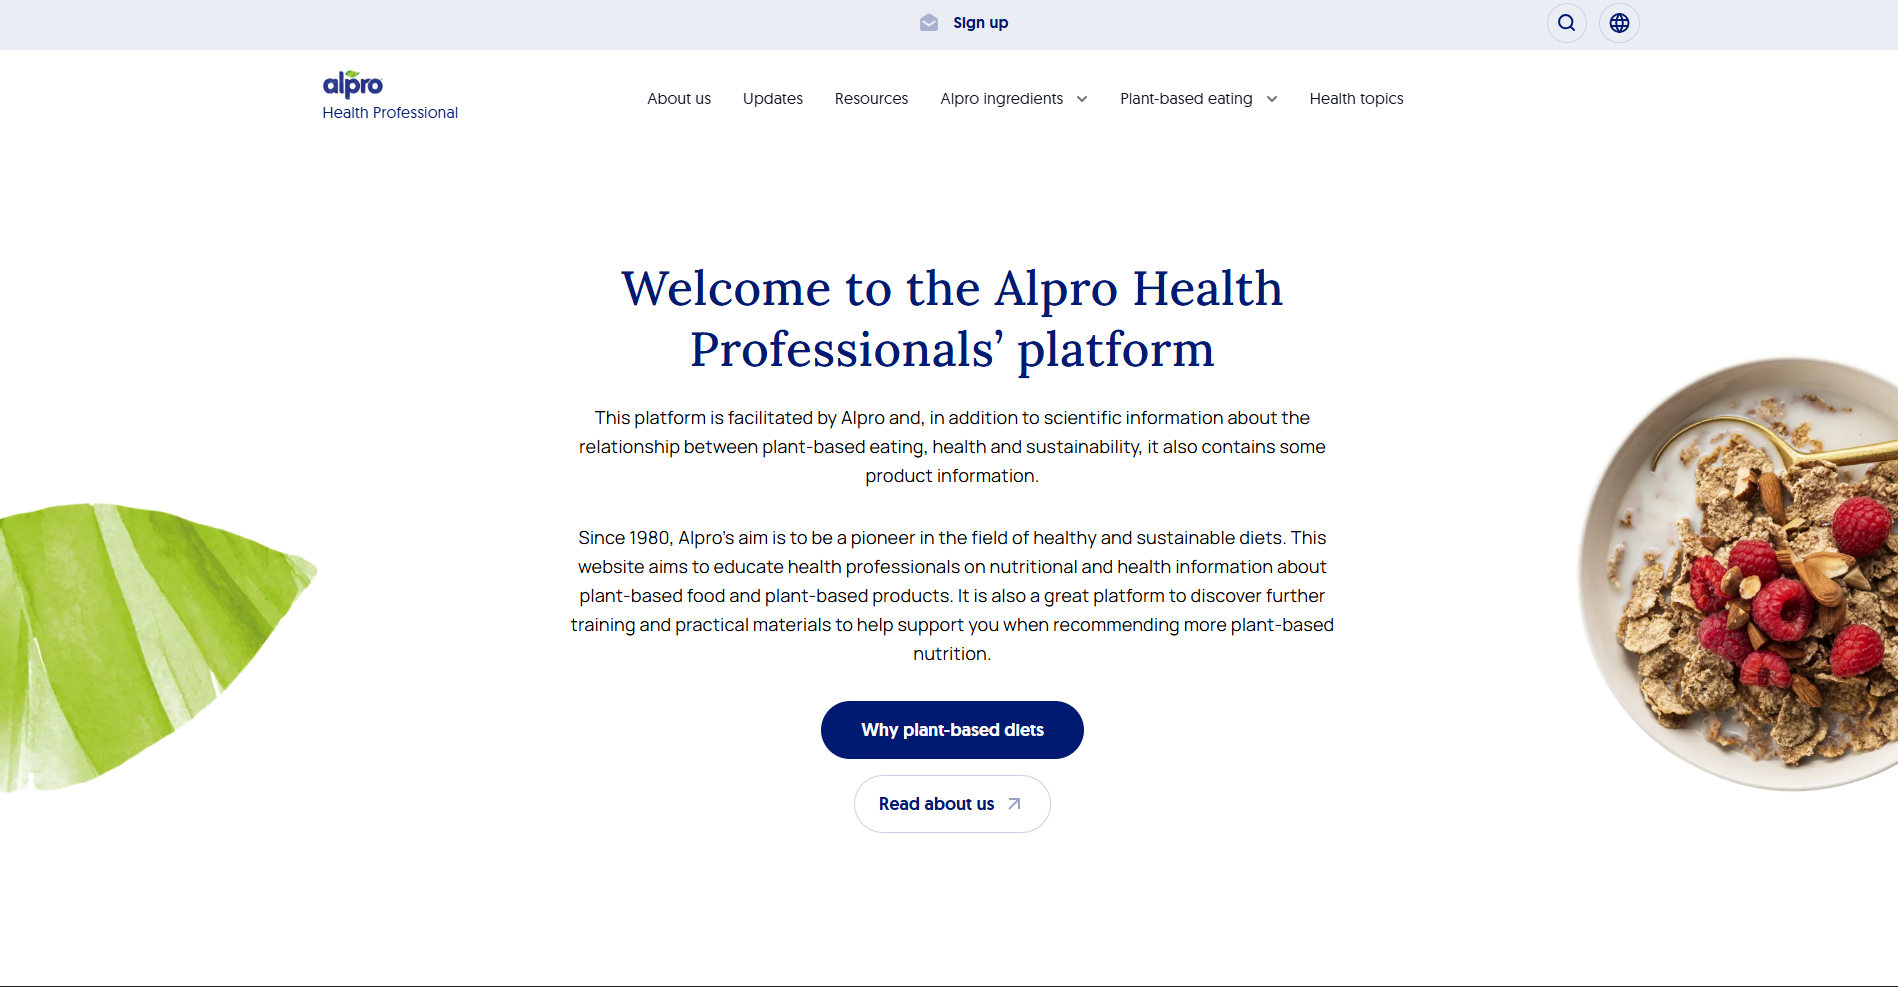 Sign up
alpro
Health Professional
About us
Updates
Resources
Alpro ingredients
Plant-based eating
Health topics
Welcome to the Alpro Health
Professionals’ platform
This platform is facilitated by Alpro and, in addition to scientific information about the
relationship between plant-based eating, health and sustainability, it also contains some
product information.
Since 1980, Alpro’s aim is to be a pioneer in the field of healthy and sustainable diets. This
website aims to educate health professionals on nutritional and health information about
plant-based food and plant-based products. It is also a great platform to discover further
training and practical materials to help support you when recommending more plant-based
nutrition.
Why plant-based diets
Read about us